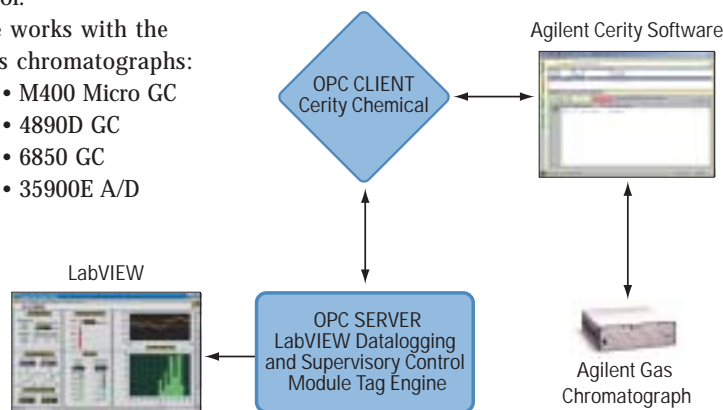 ol.
e works with the
s chromatographs:
• M400 Micro GC
• 4890D GC
• 6850 GC
• 35900E A/D
Agilent Cerity Software
OPC CLIENT
Cerity Chemical
LabVIEW
OPC SERVER
LabVIEW Datalogging
and Supervisory Control
Module Tag Engine
Agilent Gas
Chromatograph